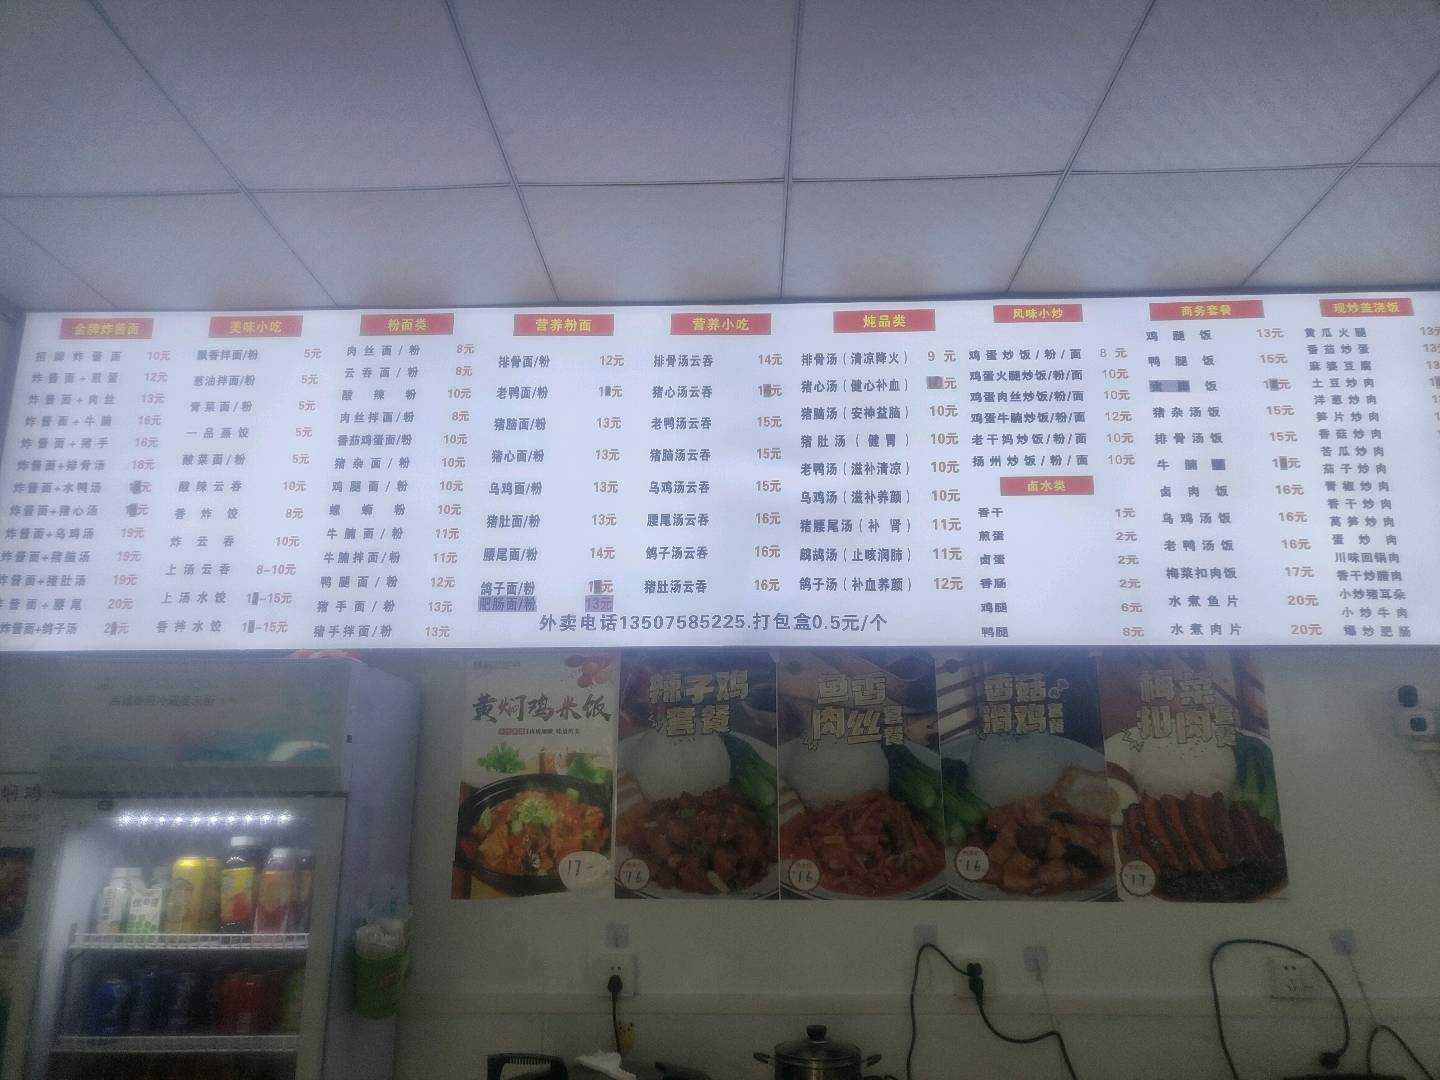 金牌炸酱面
招牌炸酱面 10元
炸酱面+煎蛋 12元
炸酱面+肉丝 13元
炸酱面+牛腩 16元
炸酱面+猪手 16元
炸酱面+排骨汤 18元
炸酱面+水鸭汤
炸酱面+猪心汤
炸酱面+乌鸡汤 19元
炸酱面+猪脑汤 19元
炸酱面+猪肚汤 19元
炸酱面+腰尾 20元
炸酱面+鸽子汤
美味小吃
飘香拌面/粉 5元
葱油拌面/粉 5元
青菜面/粉 5元
一品蒸饺 5元
酸菜面/粉 5元
酸辣云吞 10元
香炸饺 8元
炸云吞 10元
上汤云吞 8-10元
上汤水饺
香拌水饺
粉面类
肉丝面/粉 8元
云吞面/粉 8元
酸辣粉 10元
肉丝拌面/粉 8元
番茄鸡蛋面/粉 10元
猪杂面/粉 10元
鸡腿面/粉 10元
螺蛳粉 10元
牛腩面/粉 11元
牛腩拌面/粉 11元
鸭腿面/粉 12元
猪手面/粉 13元
猪手拌面/粉 13元
营养粉面
排骨面/粉 12元
老鸭面/粉
猪脑面/粉 13元
猪心面/粉 13元
乌鸡面/粉 13元
猪肚面/粉 13元
腰尾面/粉 14元
鸽子面/粉
肥肠面/粉 13元
营养小吃
排骨汤云吞 14元
猪心汤云吞
老鸭汤云吞 15元
猪脑汤云吞 15元
乌鸡汤云吞 15元
腰尾汤云吞 16元
鸽子汤云吞 16元
猪肚汤云吞 16元
炖品类
排骨汤（清凉降火） 9元
猪心汤（健心补血）
猪脑汤（安神益脑） 10元
猪肚汤（健胃） 10元
老鸭汤（滋补清凉） 10元
乌鸡汤（滋补养颜） 10元
猪腰尾汤（补肾） 11元
鹧鸪汤（止咳润肺） 11元
鸽子汤（补血养颜） 12元
外卖电话13507585225.打包盒0.5元/个
风味小炒
鸡蛋炒饭/粉/面 8元
鸡蛋火腿炒饭/粉/面 10元
鸡蛋肉丝炒饭/粉/面 10元
鸡蛋牛腩炒饭/粉/面 12元
老干妈炒饭/粉/面 10元
扬州炒饭/粉/面 10元
卤水类
香干 1元
煎蛋 2元
卤蛋 2元
香肠 2元
鸡腿 6元
鸭腿 8元
商务套餐
鸡腿饭 13元
鸭腿饭 15元
饭
猪杂汤饭 15元
排骨汤饭 15元
牛腩
卤肉饭 16元
乌鸡汤饭 16元
老鸭汤饭 16元
梅菜扣肉饭 17元
水煮鱼片 20元
水煮肉片 20元
现炒盖浇饭
黄瓜火腿
番茄炒蛋
麻婆豆腐
土豆炒肉
洋葱炒肉
笋片炒肉
香菇炒肉
苦瓜炒肉
茄子炒肉
青椒炒肉
香干炒肉
莴笋炒肉
蛋炒肉
川味回锅肉
香干炒腊肉
小炒猪耳朵
小炒牛肉
爆炒肥肠
黄焖鸡米饭
17
辣子鸡
套餐
16
鱼香
肉丝套餐
16
香菇
滑鸡套餐
16
梅菜
扣肉套餐
17